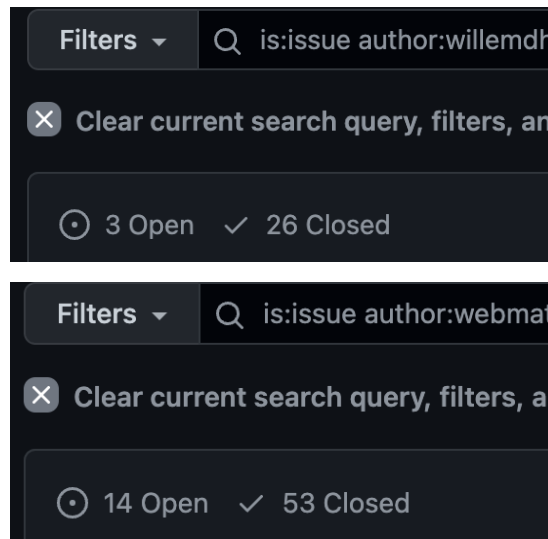 Filters is:issue author:willemdh
Clear current search query, filters, an
3 Open 26 Closed
Filters is:issue author:webmat
Clear current search query, filters, a
14 Open 53 Closed